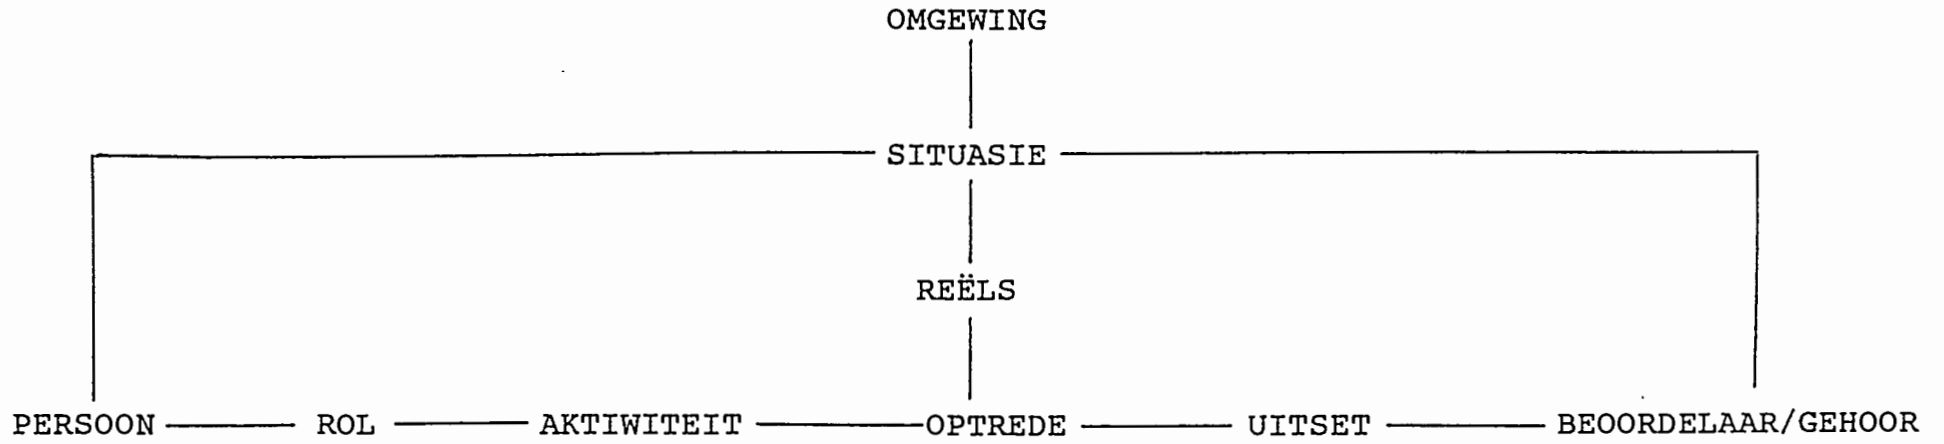 OMGEWING
SITUASIE
REËLS
PERSOON ROL AKTIWITEIT OPTREDE UITSET BEOORDELAAR/GEHOOR